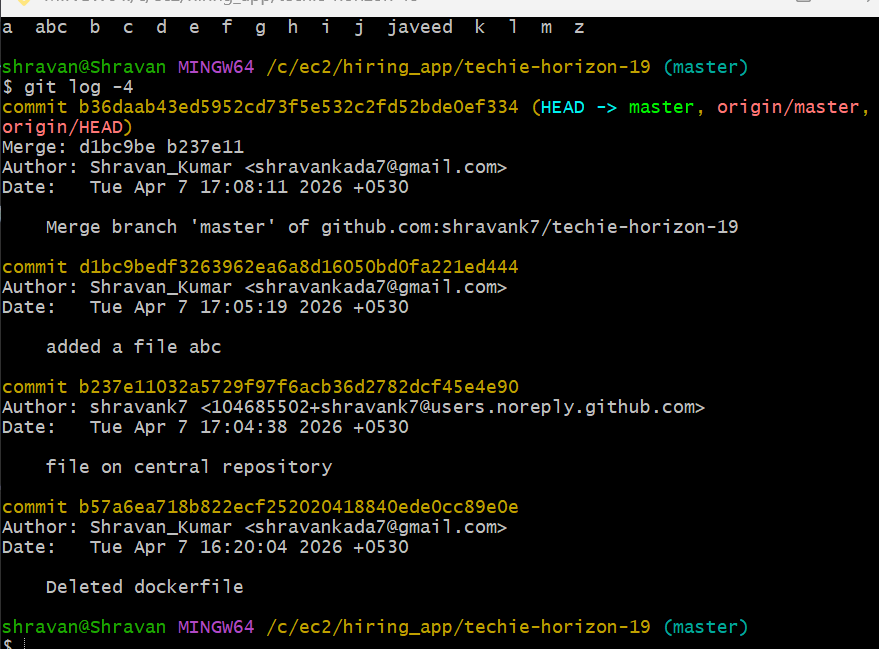 a  abc  b  c  d  e  f  g  h  i  j  javeed  k  l  m  z
shravan@Shravan MINGW64 /c/ec2/hiring_app/techie-horizon-19 (master)
$ git log -4
commit b36daab43ed5952cd73f5e532c2fd52bde0ef334 (HEAD -> master, origin/master,
origin/HEAD)
Merge: d1bc9be b237e11
Author: Shravan_Kumar <shravankada7@gmail.com>
Date:   Tue Apr 7 17:08:11 2026 +0530
    Merge branch 'master' of github.com:shravank7/techie-horizon-19
commit d1bc9bedf3263962ea6a8d16050bd0fa221ed444
Author: Shravan_Kumar <shravankada7@gmail.com>
Date:   Tue Apr 7 17:05:19 2026 +0530
    added a file abc
commit b237e11032a5729f97f6acb36d2782dcf45e4e90
Author: shravank7 <104685502+shravank7@users.noreply.github.com>
Date:   Tue Apr 7 17:04:38 2026 +0530
    file on central repository
commit b57a6ea718b822ecf252020418840ede0cc89e0e
Author: Shravan_Kumar <shravankada7@gmail.com>
Date:   Tue Apr 7 16:20:04 2026 +0530
    Deleted dockerfile
shravan@Shravan MINGW64 /c/ec2/hiring_app/techie-horizon-19 (master)
$